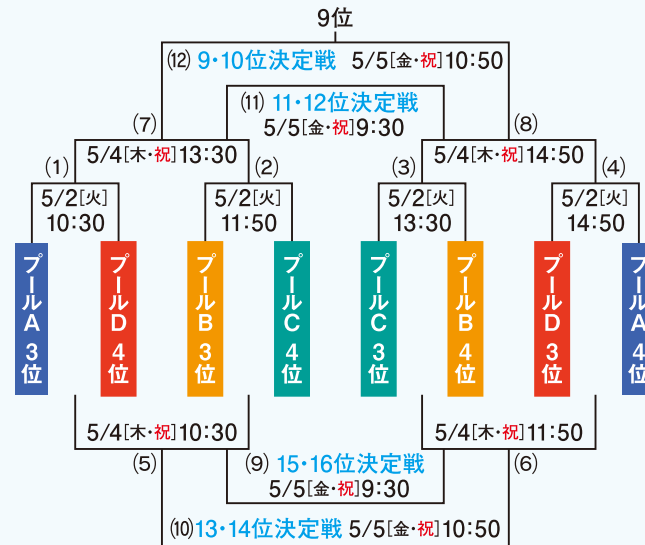 9位
(12) 9・10位決定戦 5/5[金・祝]10:50
(11) 11・12位決定戦
5/5[金・祝]9:30
(7)
(8)
5/4[木・祝]13:30
5/4[木・祝]14:50
(1)
(2)
(3)
(4)
5/2[火]
10:30
5/2[火]
11:50
5/2[火]
13:30
5/2[火]
14:50
プールA 3位
プールD 4位
プールB 3位
プールC 4位
プールC 3位
プールB 4位
プールD 3位
プールA 4位
5/4[木・祝]10:30
5/4[木・祝]11:50
(5)
(9) 15・16位決定戦
(6)
5/5[金・祝]9:30
(10)13・14位決定戦 5/5[金・祝]10:50